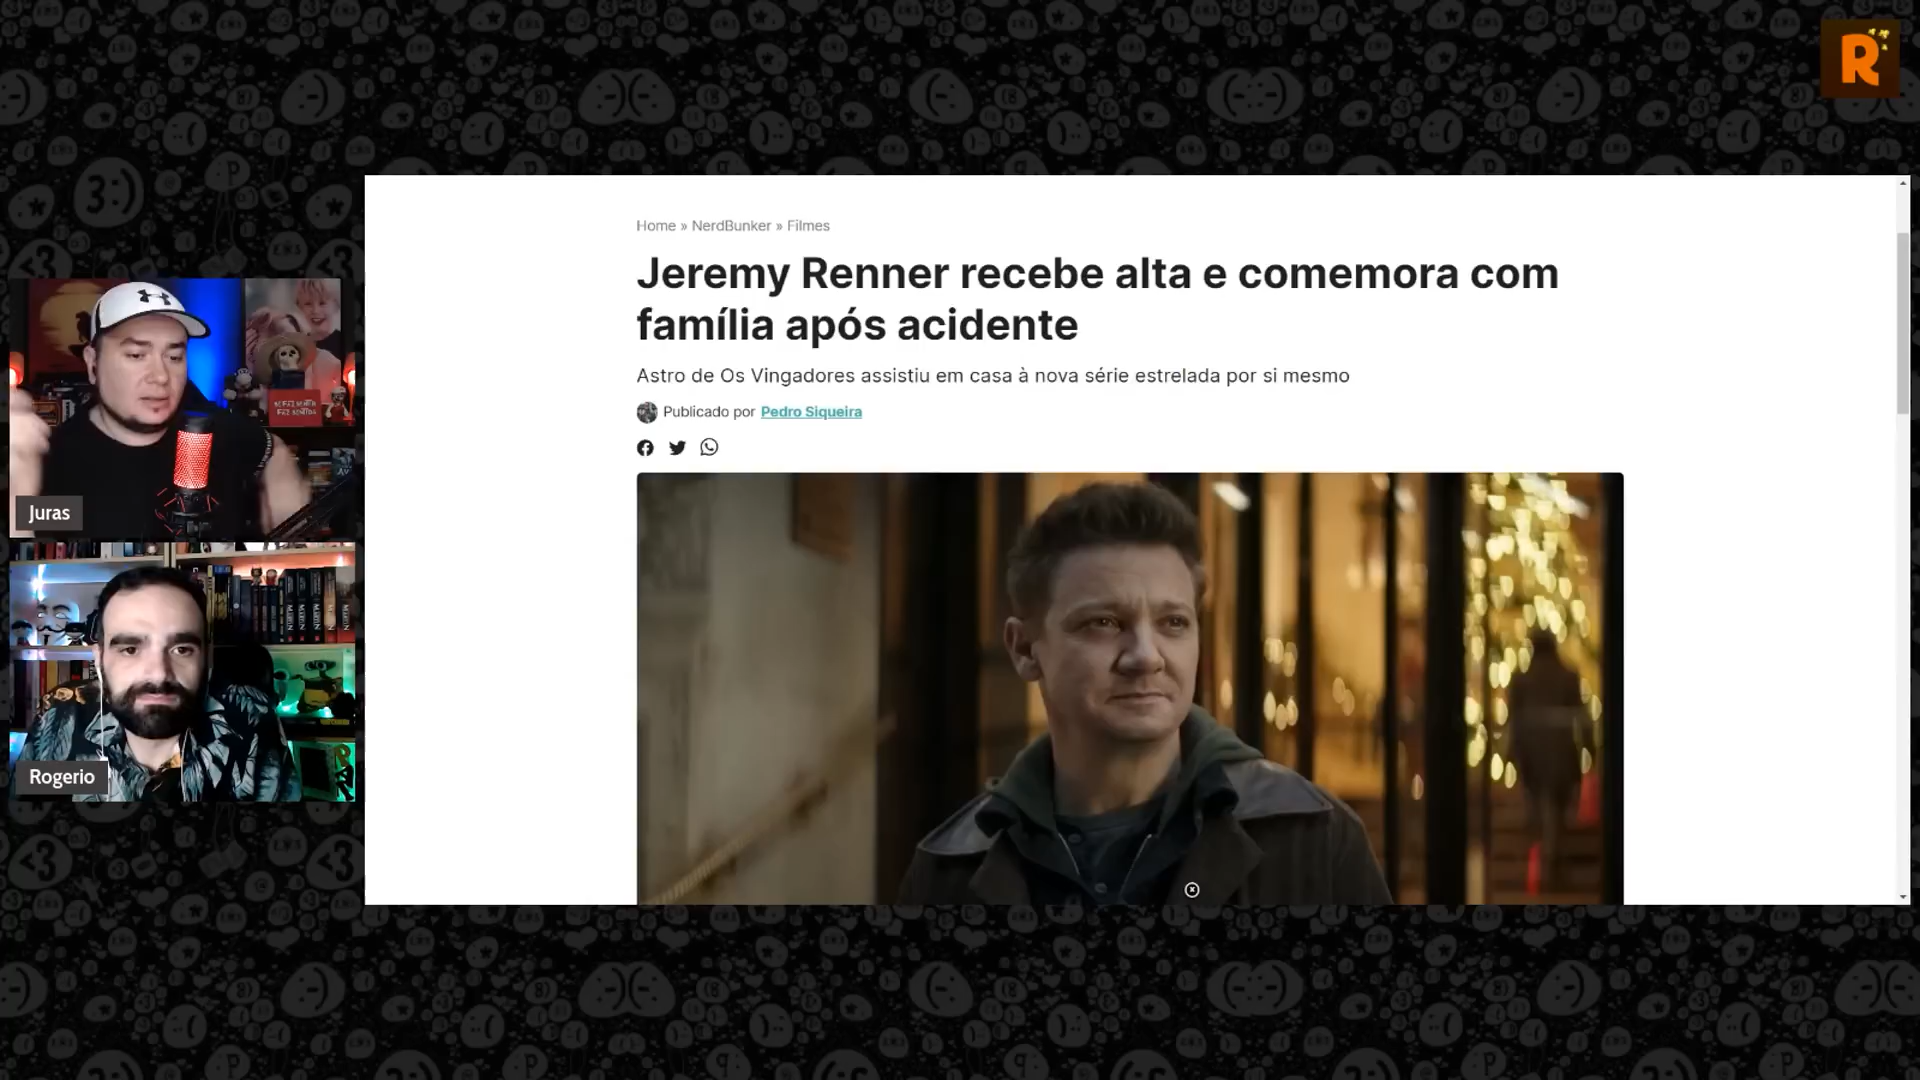 R
Home » NerdBunker » Filmes
Jeremy Renner recebe alta e comemora com
família após acidente
Astro de Os Vingadores assistiu em casa à nova série estrelada por si mesmo
Publicado por Pedro Siqueira
Juras
Rogerio